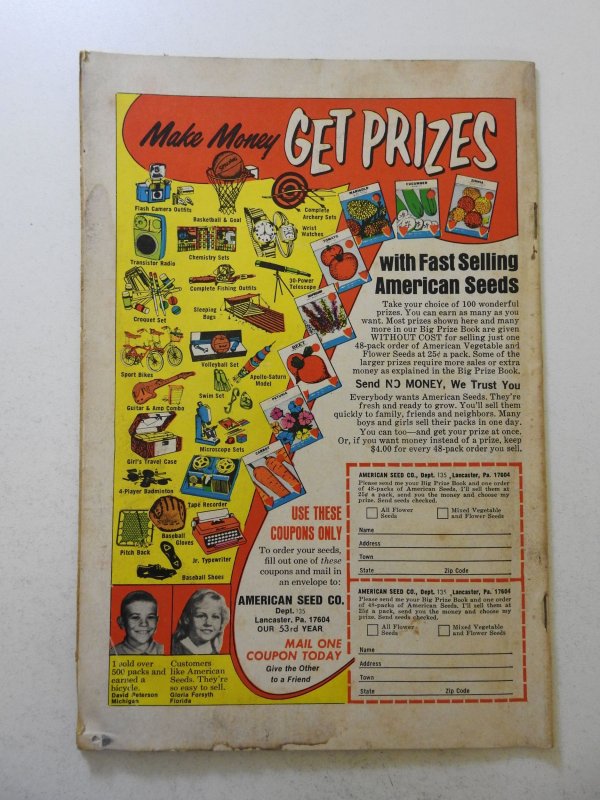 Make Money GET PRIZES
Flash Camera Outfits
SPALDING
Basketball & Goal
Complete
Archery Sets
Wrist
Watches
Transistor Radio
Chemistry Sets
Complete Fishing Outfits
30-Power
Telescope
Croquet Set
Sleeping
Bags
Volleyball Set
Apollo-Saturn
Model
Sport Bikes
Swim Set
Guitar & Amp Combo
Girl's Travel Case
Microscope Sets
4-Player Badminton
Tape Recorder
Baseball
Gloves
Pitch Back
Jr. Typewriter
Baseball Shoes
MARIGOLD
CUCUMBER
ZINNIA
TOMATO
BEET
PETUNIA
CARROT
with Fast Selling
American Seeds
Take your choice of 100 wonderful
prizes. You can earn as many as you
want. Most prizes shown here and many
more in our Big Prize Book are given
WITHOUT COST for selling just one
48-pack order of American Vegetable and
Flower Seeds at 25¢ a pack. Some of the
larger prizes require more sales or extra
money as explained in the Big Prize Book.
Send NO MONEY, We Trust You
Everybody wants American Seeds. They're
fresh and ready to grow. You'll sell them
quickly to family, friends and neighbors. Many
boys and girls sell their packs in one day.
You can too—and get your prize at once.
Or, if you want money instead of a prize, keep
$4.00 for every 48-pack order you sell.
USE THESE
COUPONS ONLY
To order your seeds,
fill out one of these
coupons and mail in
an envelope to:
AMERICAN SEED CO.
Dept. 135
Lancaster, Pa. 17604
OUR 53rd YEAR
MAIL ONE
COUPON TODAY
Give the Other
to a Friend
AMERICAN SEED CO., Dept. 135 , Lancaster, Pa. 17604
Please send me your Big Prize Book and one order
of 48-packs of American Seeds. I'll sell them at
25¢ a pack, send you the money and choose my
prize. Send seeds checked.
All Flower
Seeds
Mixed Vegetable
and Flower Seeds
Name
Address
Town
State Zip Code
AMERICAN SEED CO., Dept. 135 , Lancaster, Pa. 17604
Please send me your Big Prize Book and one order
of 48-packs of American Seeds. I'll sell them at
25¢ a pack, send you the money and choose my
prize. Send seeds checked.
All Flower
Seeds
Mixed Vegetable
and Flower Seeds
Name
Address
Town
State Zip Code
I sold over
500 packs and
earned a
bicycle.
David Peterson
Michigan
Customers
like American
Seeds. They're
so easy to sell.
Gloria Forsyth
Florida